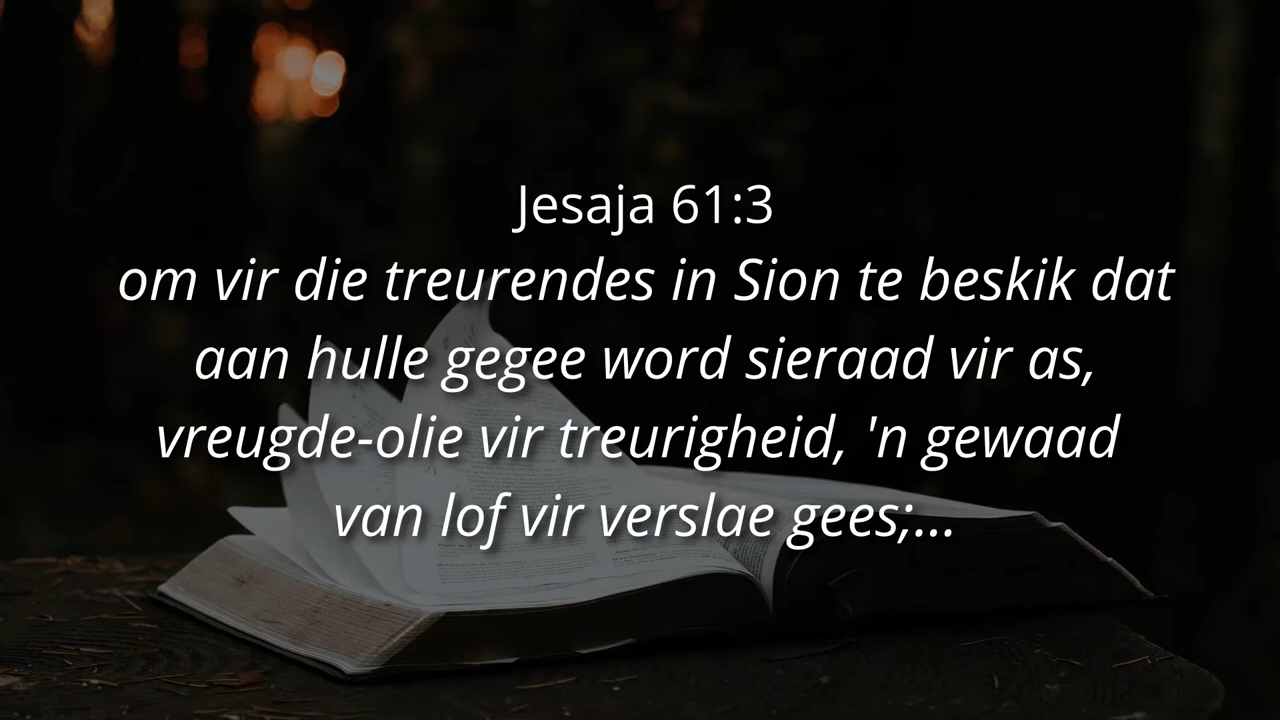 Jesaja 61:3
om vir die treurendes in Sion te beskik dat
aan hulle gegee word sieraad vir as,
vreugde-olie vir treurigheid, 'n gewaad
van lof vir verslae gees;...